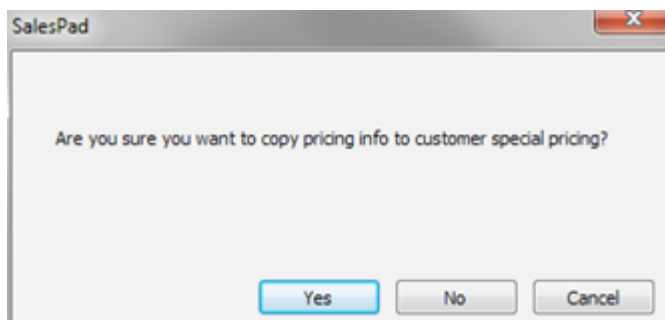 SalesPad
Are you sure you want to copy pricing info to customer special pricing?
Yes No Cancel